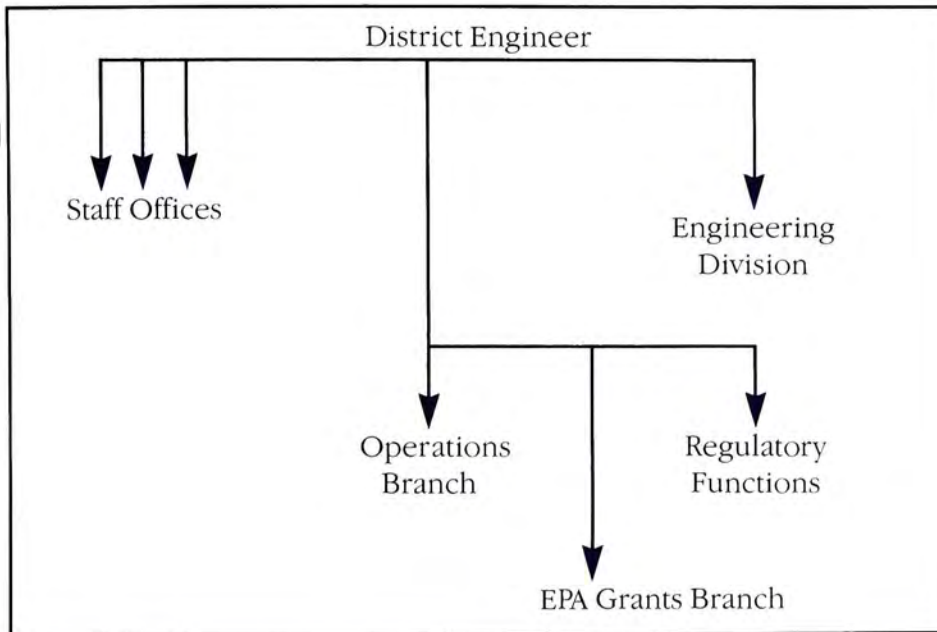 District Engineer
Staff Offices
Engineering
Division
Operations
Branch
Regulatory
Functions
EPA Grants Branch